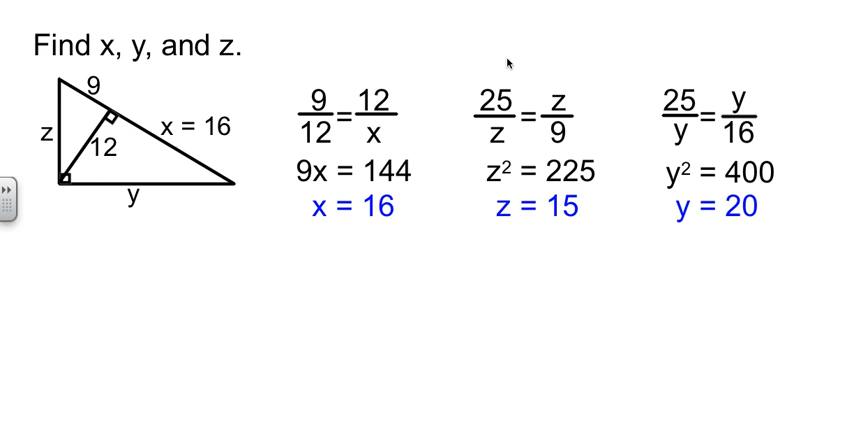 Find x, y, and z.
9
z
12
x = 16
y
9/12 = 12/x
9x = 144
x = 16
25/z = z/9
z² = 225
z = 15
25/y = y/16
y² = 400
y = 20